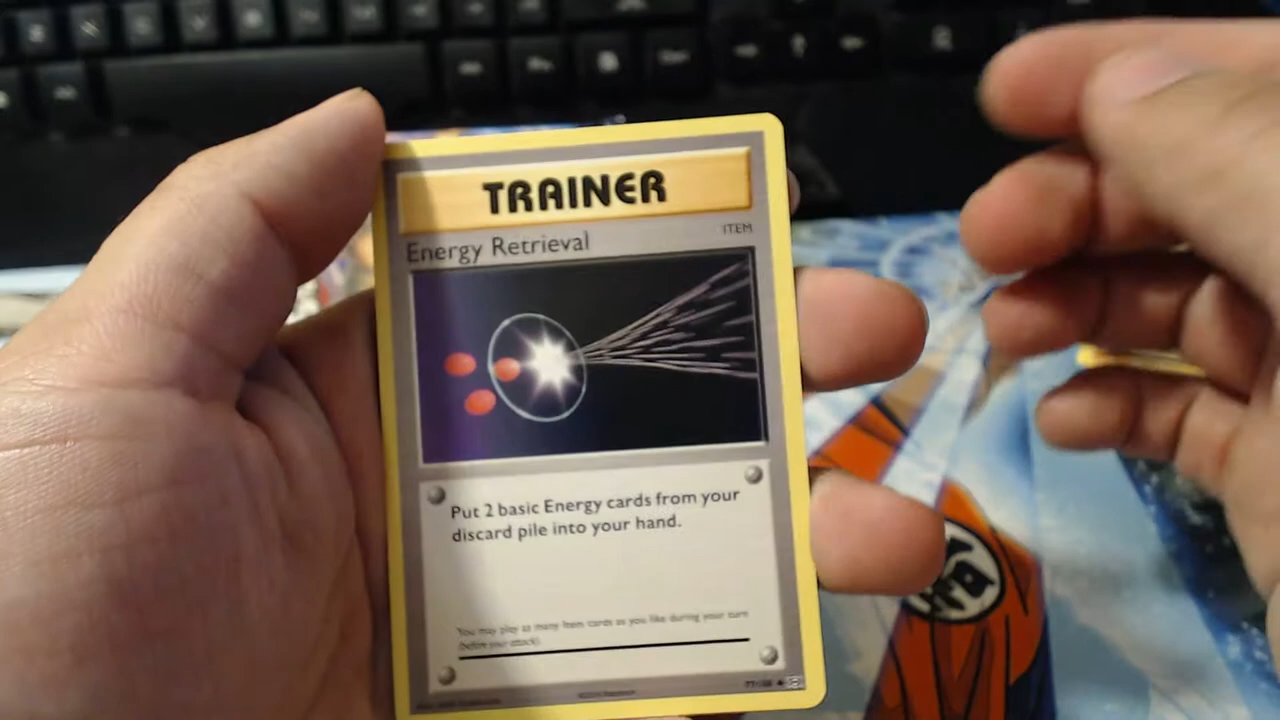 TRAINER
ITEM
Energy Retrieval
Put 2 basic Energy cards from your
discard pile into your hand.
You may play as many Item cards as you like during your turn
(before your attack).